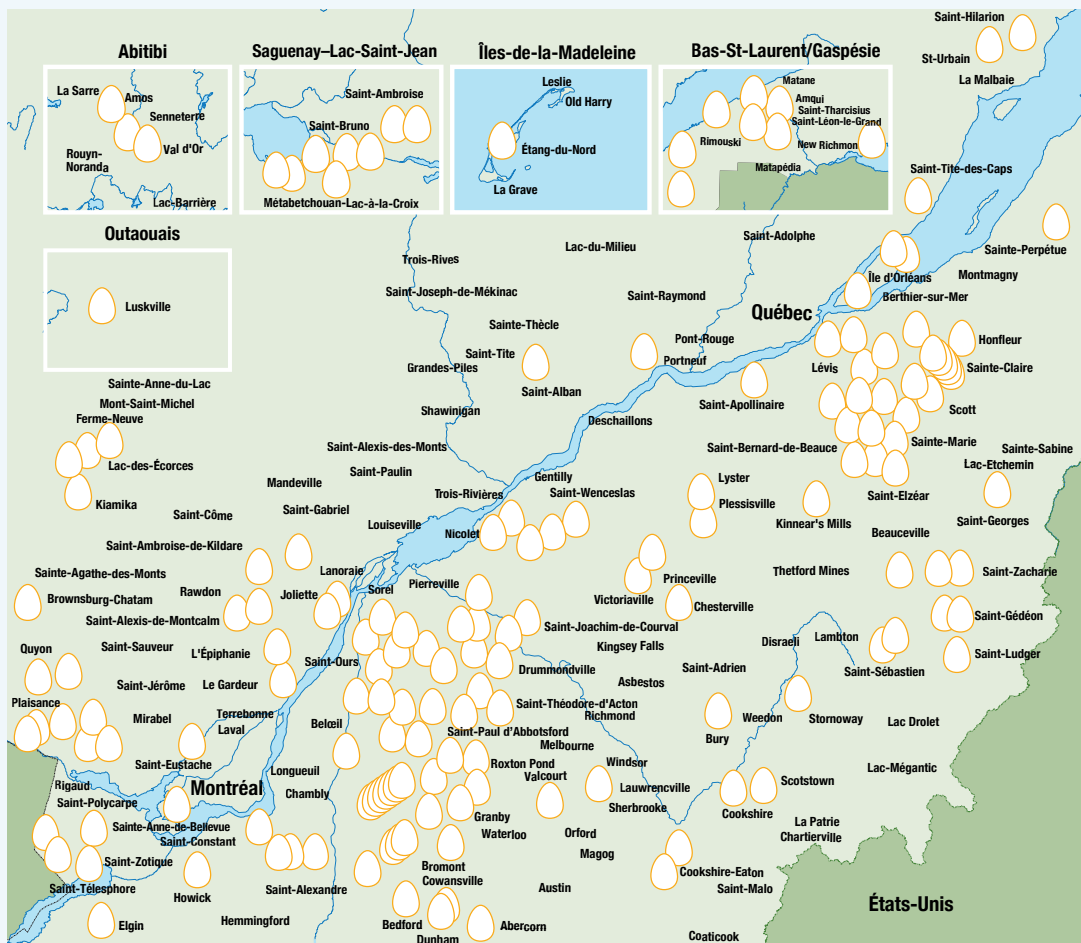 Saint-Hilarion
St-Urbain
La Malbaie
Abitibi
La Sarre
Amos
Senneterre
Val d'Or
Rouyn-
Noranda
Lac-Barrière
Saguenay–Lac-Saint-Jean
Saint-Ambroise
Saint-Bruno
Métabetchouan-Lac-à-la-Croix
Îles-de-la-Madeleine
Leslie
Old Harry
Étang-du-Nord
La Grave
Bas-St-Laurent/Gaspésie
Matane
Amqui
Saint-Tharcisius
Saint-Léon-le-Grand
Rimouski
New Richmon
Matapédia
Outaouais
Luskville
Saint-Tite-des-Caps
Saint-Adolphe
Lac-du-Milieu
Sainte-Perpétue
Trois-Rives
Île d'Orléans
Montmagny
Saint-Joseph-de-Mékinac
Saint-Raymond
Berthier-sur-Mer
Québec
Sainte-Thècle
Pont-Rouge
Honfleur
Saint-Tite
Portneuf
Grandes-Piles
Lévis
Sainte-Claire
Sainte-Anne-du-Lac
Saint-Alban
Mont-Saint-Michel
Saint-Apollinaire
Scott
Shawinigan
Ferme-Neuve
Deschaillons
Sainte-Marie
Saint-Alexis-des-Monts
Saint-Bernard-de-Beauce
Sainte-Sabine
Lac-des-Écorces
Lac-Etchemin
Saint-Paulin
Gentilly
Lyster
Mandeville
Trois-Rivières
Saint-Wenceslas
Saint-Elzéar
Kiamika
Plessisville
Saint-Gabriel
Saint-Côme
Louiseville
Kinnear's Mills
Saint-Georges
Nicolet
Beauceville
Saint-Ambroise-de-Kildare
Sainte-Agathe-des-Monts
Lanoraie
Thetford Mines
Saint-Zacharie
Pierreville
Princeville
Rawdon
Joliette
Sorel
Brownsburg-Chatam
Victoriaville
Chesterville
Saint-Alexis-de-Montcalm
Saint-Gédéon
Saint-Joachim-de-Courval
Lambton
Disraeli
Quyon
Saint-Sauveur
L'Épiphanie
Kingsey Falls
Saint-Ours
Saint-Ludger
Drummondville
Saint-Adrien
Saint-Sébastien
Asbestos
Saint-Jérôme
Le Gardeur
Plaisance
Saint-Théodore-d'Acton
Mirabel
Terrebonne
Richmond
Weedon
Stornoway
Lac Drolet
Laval
Belœil
Saint-Paul d'Abbotsford
Bury
Melbourne
Saint-Eustache
Roxton Pond
Windsor
Longueuil
Valcourt
Lac-Mégantic
Rigaud
Montréal
Chambly
Lauwrencville
Scotstown
Saint-Polycarpe
Sherbrooke
Cookshire
Granby
La Patrie
Sainte-Anne-de-Bellevue
Waterloo
Orford
Chartierville
Saint-Constant
Magog
Saint-Zotique
Bromont
Cookshire-Eaton
Saint-Télesphore
Saint-Alexandre
Cowansville
Austin
Saint-Malo
Howick
États-Unis
Hemmingford
Bedford
Elgin
Abercorn
Dunham
Coaticook